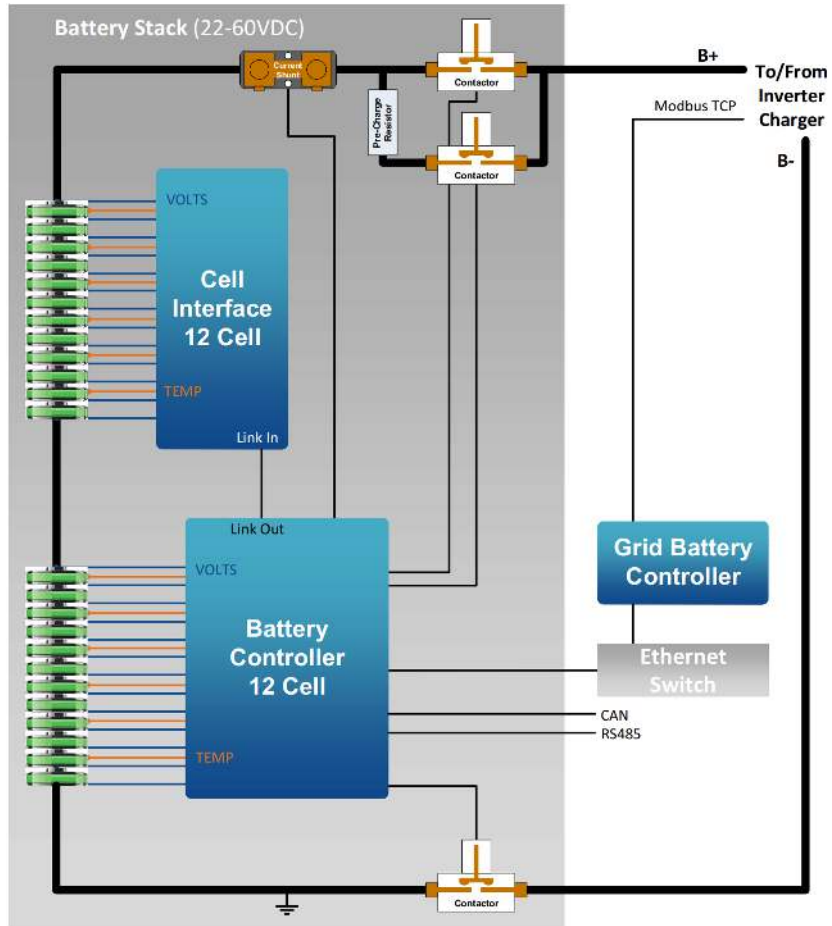 Battery Stack (22-60VDC)
Current
Shunt
Contactor
B+
To/From
Inverter
Charger
Modbus TCP
Pre-Charge
Resistor
Contactor
B-
VOLTS
Cell
Interface
12 Cell
TEMP
Link In
Link Out
VOLTS
Battery
Controller
12 Cell
TEMP
Grid Battery
Controller
Ethernet
Switch
CAN
RS485
Contactor